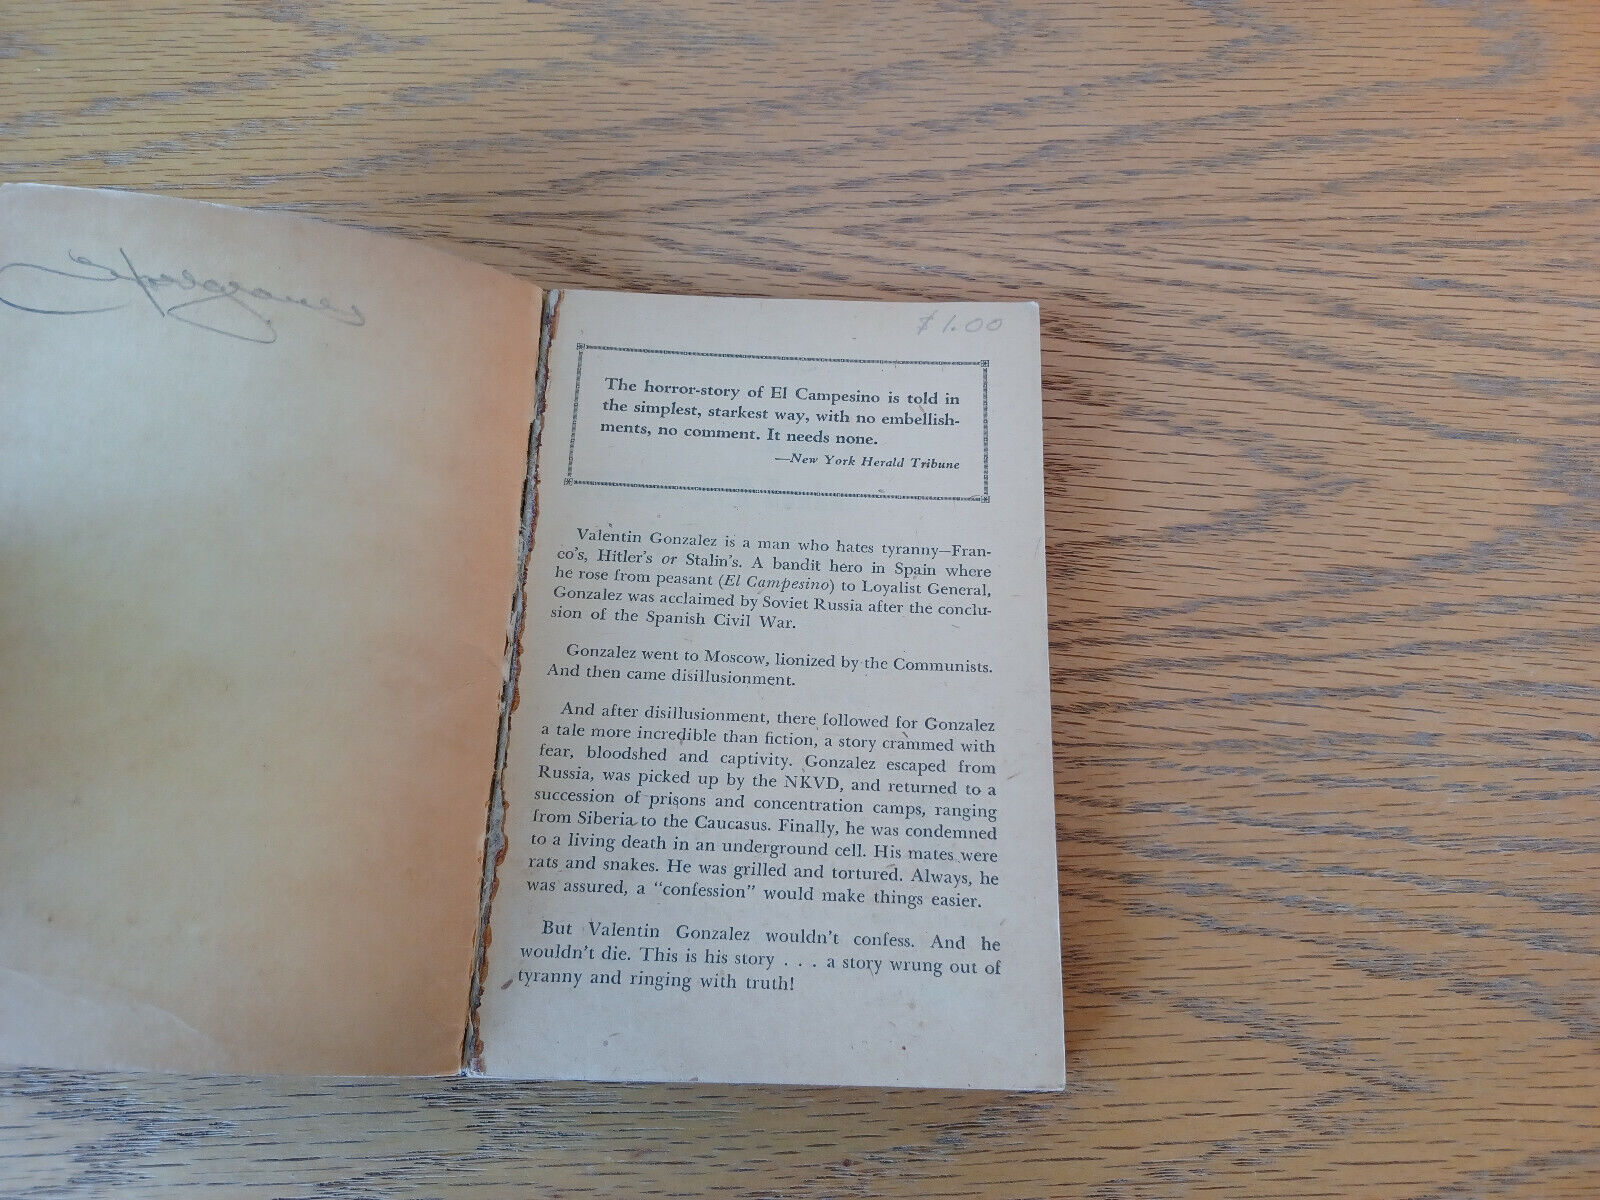 $1.00
The horror-story of El Campesino is told in
the simplest, starkest way, with no embellish-
ments, no comment. It needs none.
—New York Herald Tribune
Valentin Gonzalez is a man who hates tyranny—Fran-
co's, Hitler's or Stalin's. A bandit hero in Spain where
he rose from peasant (El Campesino) to Loyalist General,
Gonzalez was acclaimed by Soviet Russia after the conclu-
sion of the Spanish Civil War.
Gonzalez went to Moscow, lionized by the Communists.
And then came disillusionment.
And after disillusionment, there followed for Gonzalez
a tale more incredible than fiction, a story crammed with
fear, bloodshed and captivity. Gonzalez escaped from
Russia, was picked up by the NKVD, and returned to a
succession of prisons and concentration camps, ranging
from Siberia to the Caucasus. Finally, he was condemned
to a living death in an underground cell. His mates were
rats and snakes. He was grilled and tortured. Always, he
was assured, a "confession" would make things easier.
But Valentin Gonzalez wouldn't confess. And he
wouldn't die. This is his story . . . a story wrung out of
tyranny and ringing with truth!